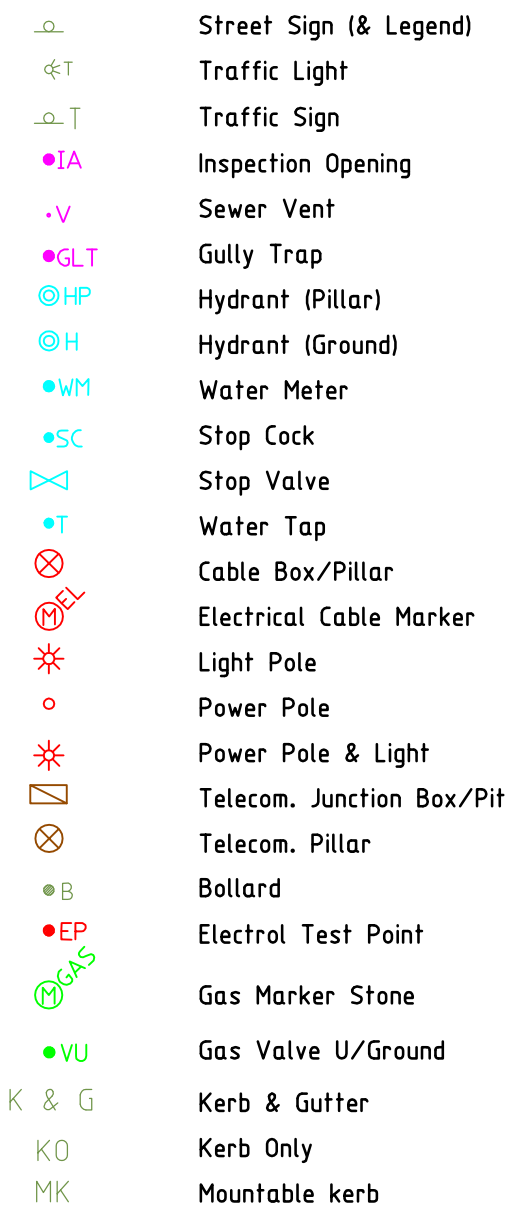 Street Sign (& Legend)
T Traffic Light
T Traffic Sign
IA Inspection Opening
V Sewer Vent
GLT Gully Trap
HP Hydrant (Pillar)
H Hydrant (Ground)
WM Water Meter
SC Stop Cock
Stop Valve
T Water Tap
Cable Box/Pillar
M EL Electrical Cable Marker
Light Pole
Power Pole
Power Pole & Light
Telecom. Junction Box/Pit
Telecom. Pillar
B Bollard
EP Electrol Test Point
M GAS Gas Marker Stone
VU Gas Valve U/Ground
K & G Kerb & Gutter
KO Kerb Only
MK Mountable kerb